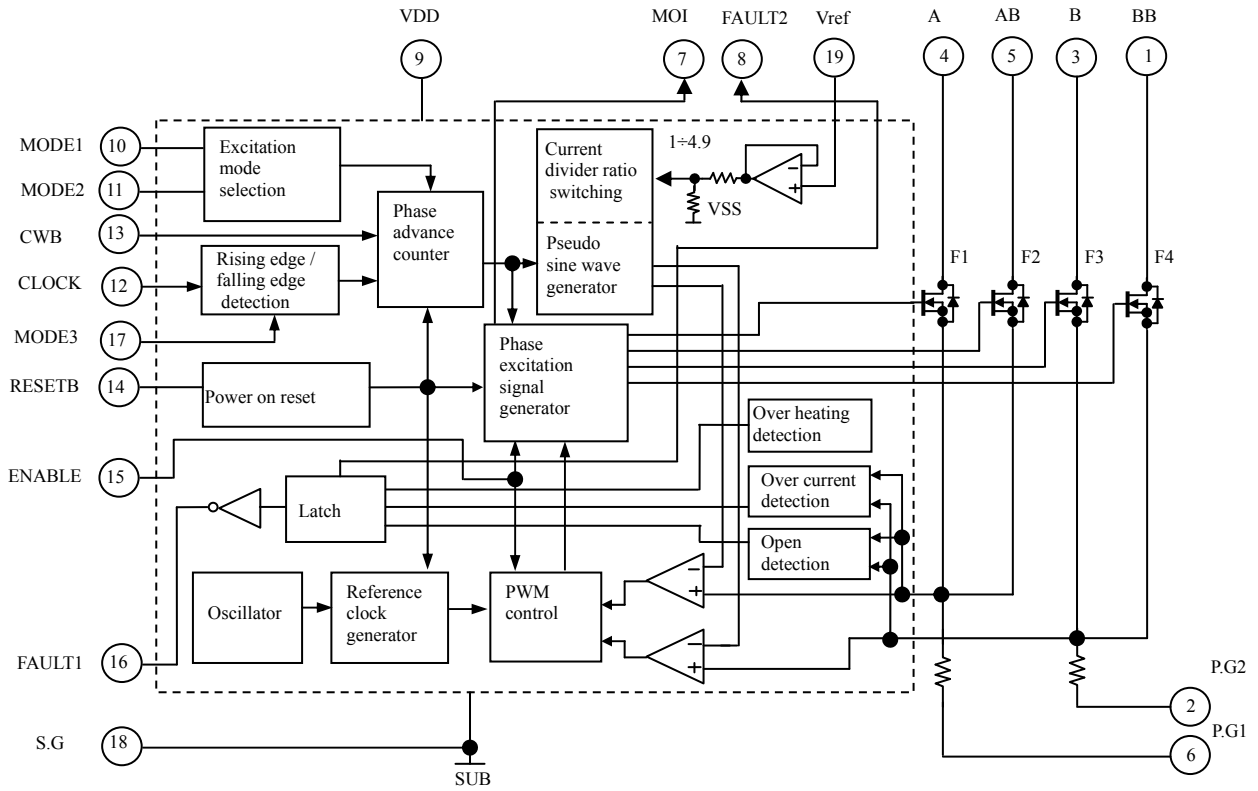 VDD
MOI
FAULT2
Vref
A
AB
B
BB
9
7
8
19
4
5
3
1
MODE1
10
MODE2
11
CWB
13
CLOCK
12
MODE3
17
RESETB
14
ENABLE
15
FAULT1
16
S.G
18
Excitation
mode
selection
Phase
advance
counter
Rising edge /
falling edge
detection
Power on reset
Current
divider ratio
switching
Pseudo
sine wave
generator
1÷4.9
−
+
VSS
F1
F2
F3
F4
Phase
excitation
signal
generator
Over heating
detection
Over current
detection
Open
detection
Latch
Oscillator
Reference
clock
generator
PWM
control
−
+
−
+
P.G2
2
P.G1
6
SUB